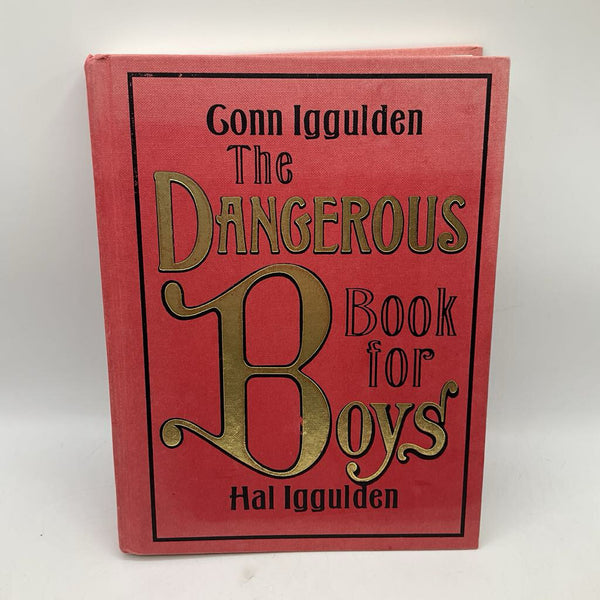 Conn Iggulden
The
DANGEROUS
Book
for
Boys
Hal Iggulden